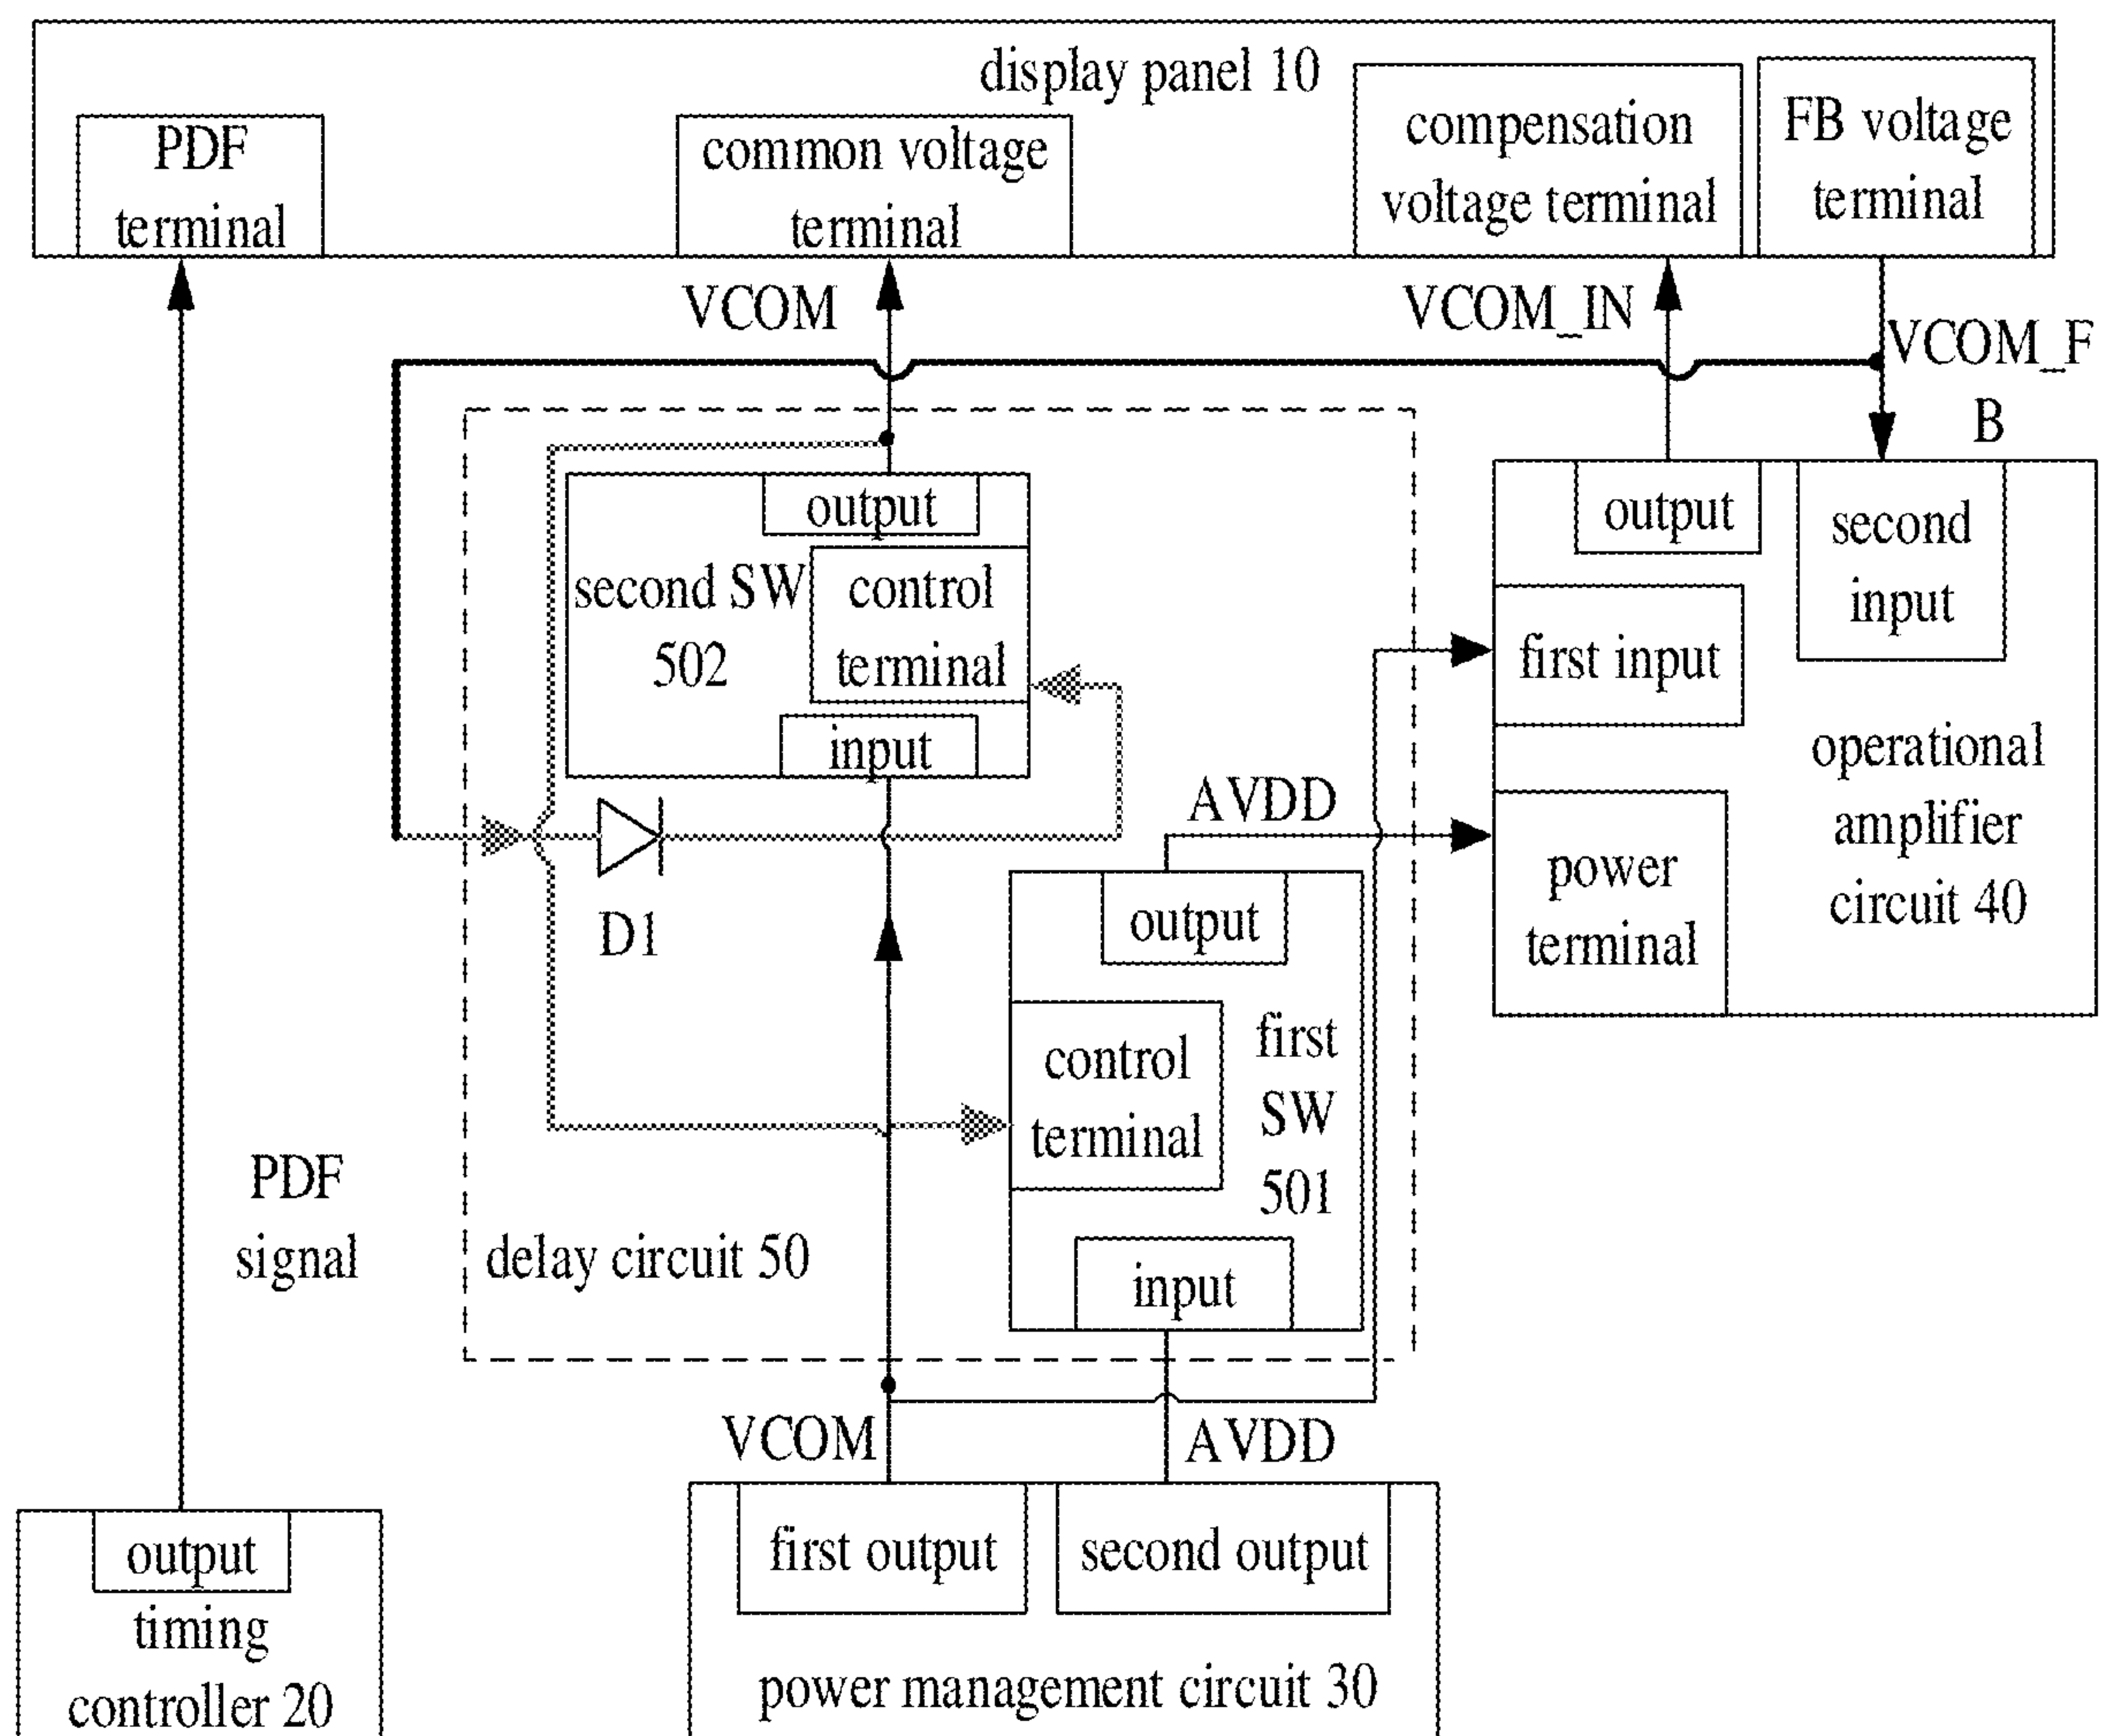 display panel 10
PDF
terminal
common voltage
terminal
compensation
voltage terminal
FB voltage
terminal
VCOM
VCOM_IN
VCOM_F
B
output
second SW
502
control
terminal
input
output
second
input
first input
operational
amplifier
circuit 40
power
terminal
AVDD
D1
output
control
terminal
first
SW
501
input
PDF
signal
delay circuit 50
VCOM
AVDD
output
timing
controller 20
first output
second output
power management circuit 30